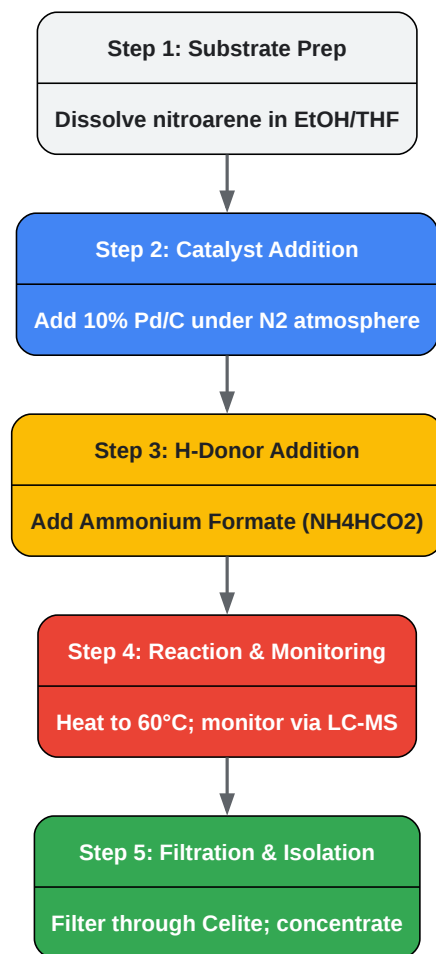 Step 1: Substrate Prep
Dissolve nitroarene in EtOH/THF
Step 2: Catalyst Addition
Add 10% Pd/C under N2 atmosphere
Step 3: H-Donor Addition
Add Ammonium Formate (NH4HCO2)
Step 4: Reaction & Monitoring
Heat to 60°C; monitor via LC-MS
Step 5: Filtration & Isolation
Filter through Celite; concentrate